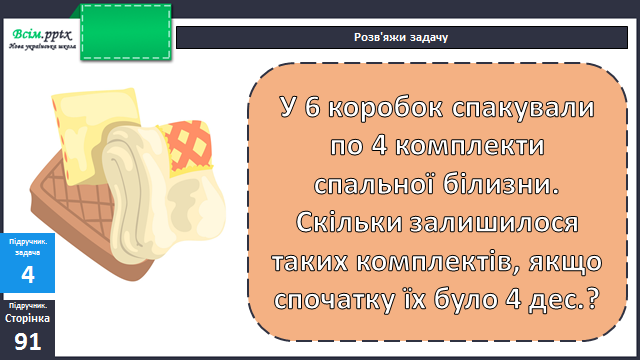 Всім.pptx
Нова українська школа
Розв'яжи задачу
У 6 коробок спакували
по 4 комплекти
спальної білизни.
Скільки залишилося
таких комплектів, якщо
спочатку їх було 4 дес.?
Підручник.
задача
4
Підручник.
Сторінка
91